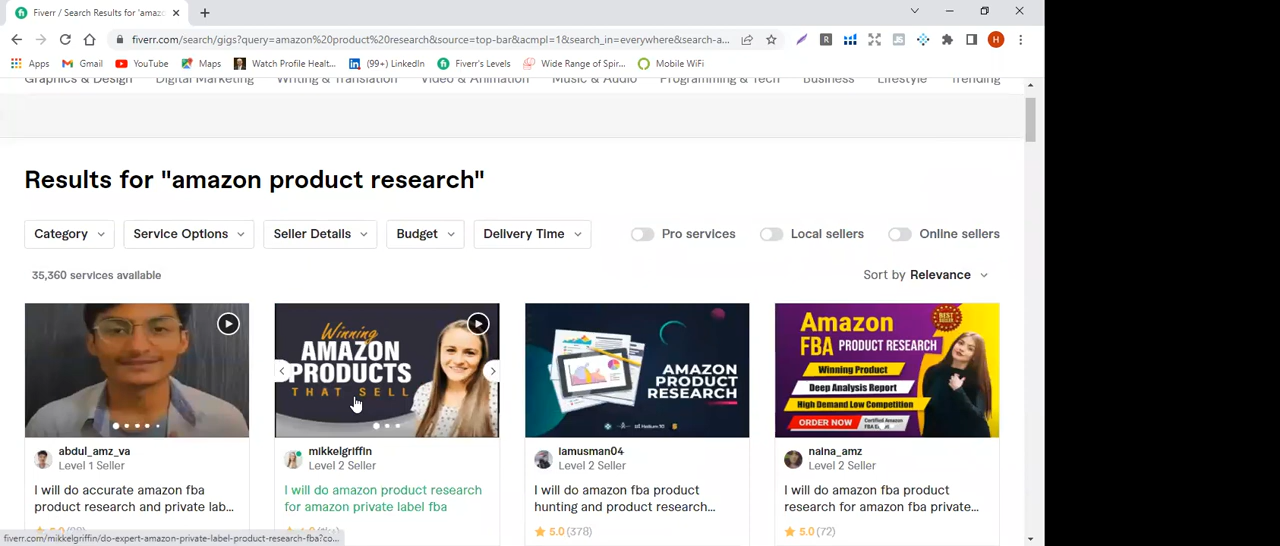 Fiverr / Search Results for 'amaz
fiverr.com/search/gigs?query=amazon%20product%20research&source=top-bar&acmpl=1&search_in=everywhere&search-a...
H
Apps
Gmail
YouTube
Maps
Watch Profile Healt...
(99+) LinkedIn
Fiverr's Levels
Wide Range of Spir...
Mobile WiFi
Graphics & Design
Digital Marketing
Writing & Translation
Video & Animation
Music & Audio
Programming & Tech
Business
Lifestyle
Trending
Results for "amazon product research"
Category
Service Options
Seller Details
Budget
Delivery Time
Pro services
Local sellers
Online sellers
35,360 services available
Sort by Relevance
Winning
AMAZON
PRODUCTS
THAT SELL
AMAZON
PRODUCT
RESEARCH
Amazon
BEST SELLER
FBA PRODUCT RESEARCH
Winning Product
Deep Analysis Report
High Demand Low Competition
ORDER NOW
Certified Amazon
abdul_amz_va
Level 1 Seller
I will do accurate amazon fba
product research and private lab...
mikkelgriffin
Level 2 Seller
I will do amazon product research
for amazon private label fba
iamusman04
Level 2 Seller
I will do amazon fba product
hunting and product research...
5.0 (378)
naina_amz
Level 2 Seller
I will do amazon fba product
research for amazon fba private...
5.0 (72)
fiverr.com/mikkelgriffin/do-expert-amazon-private-label-product-research-fba?co...